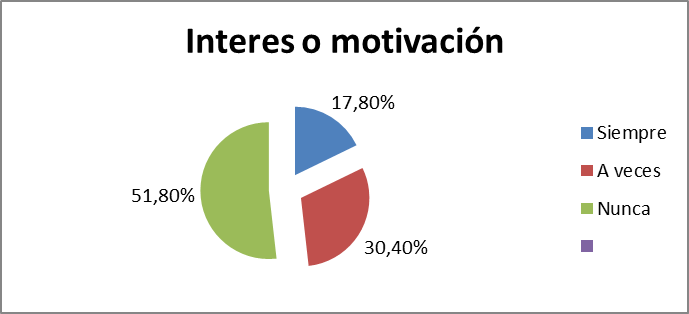 Interes o motivación
17,80%
Siempre
A veces
51,80%
Nunca
30,40%